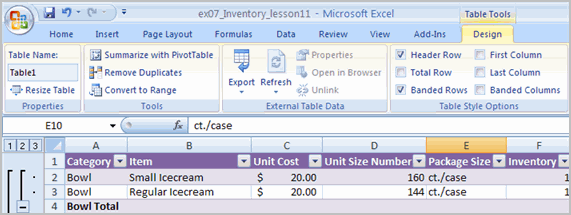 ex07_Inventory_lesson11 - Microsoft Excel
Table Tools
Home Insert Page Layout Formulas Data Review View Add-Ins Design
Table Name:
Table1
Resize Table
Properties
Summarize with PivotTable
Remove Duplicates
Convert to Range
Tools
Export Refresh
Properties
Open in Browser
Unlink
External Table Data
Header Row First Column
Total Row Last Column
Banded Rows Banded Columns
Table Style Options
E10 fx ct./case
1 2 3 A B C D E F
1 Category Item Unit Cost Unit Size Number Package Size Inventory
2 Bowl Small Icecream $ 20.00 160 ct./case 1
3 Bowl Regular Icecream $ 20.00 144 ct./case 1
4 Bowl Total